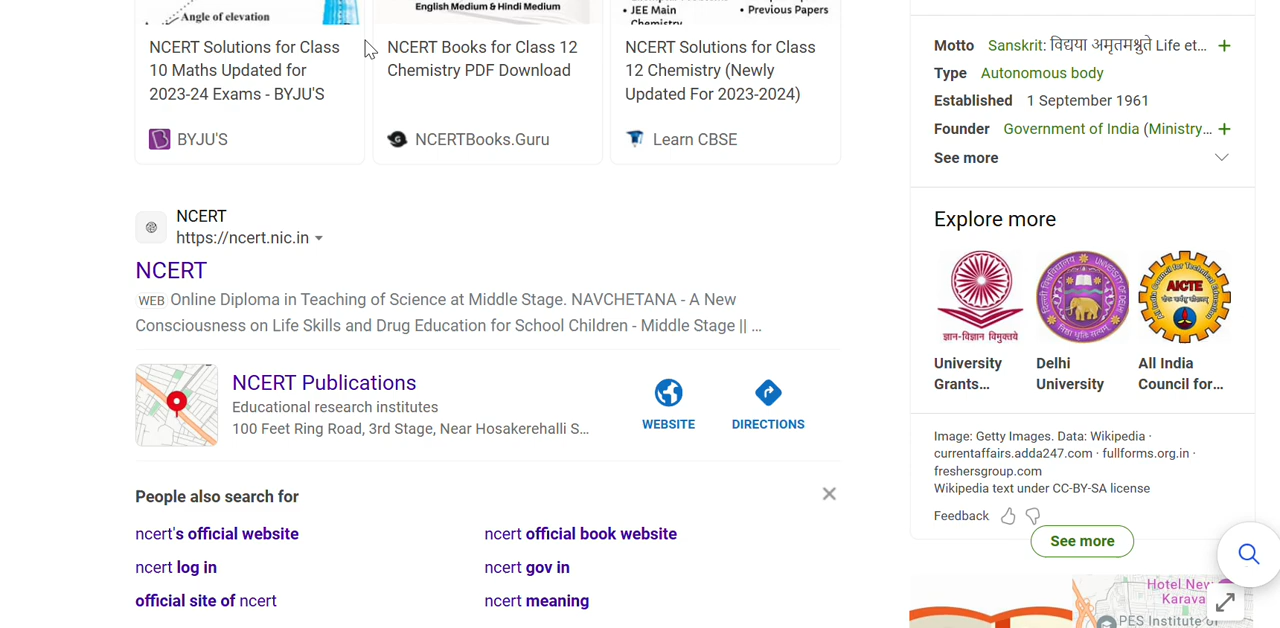 Angle of elevation
English Medium & Hindi Medium
• JEE Main
Chemistry
• Previous Papers
NCERT Solutions for Class
10 Maths Updated for
2023-24 Exams - BYJU'S
BYJU'S
NCERT Books for Class 12
Chemistry PDF Download
NCERTBooks.Guru
NCERT Solutions for Class
12 Chemistry (Newly
Updated For 2023-2024)
Learn CBSE
NCERT
https://ncert.nic.in
NCERT
WEB Online Diploma in Teaching of Science at Middle Stage. NAVCHETANA - A New
Consciousness on Life Skills and Drug Education for School Children - Middle Stage || ...
NCERT Publications
Educational research institutes
100 Feet Ring Road, 3rd Stage, Near Hosakerehalli S...
WEBSITE
DIRECTIONS
People also search for
ncert's official website
ncert log in
official site of ncert
ncert official book website
ncert gov in
ncert meaning
Motto Sanskrit: विद्यया अमृतमश्नुते Life et...
Type Autonomous body
Established 1 September 1961
Founder Government of India (Ministry...
See more
Explore more
ज्ञान-विज्ञान विमुक्तये
AICTE
University
Grants...
Delhi
University
All India
Council for...
Image: Getty Images. Data: Wikipedia ·
currentaffairs.adda247.com · fullforms.org.in ·
freshersgroup.com
Wikipedia text under CC-BY-SA license
Feedback
See more
Hotel New
Karava
PES Institute of